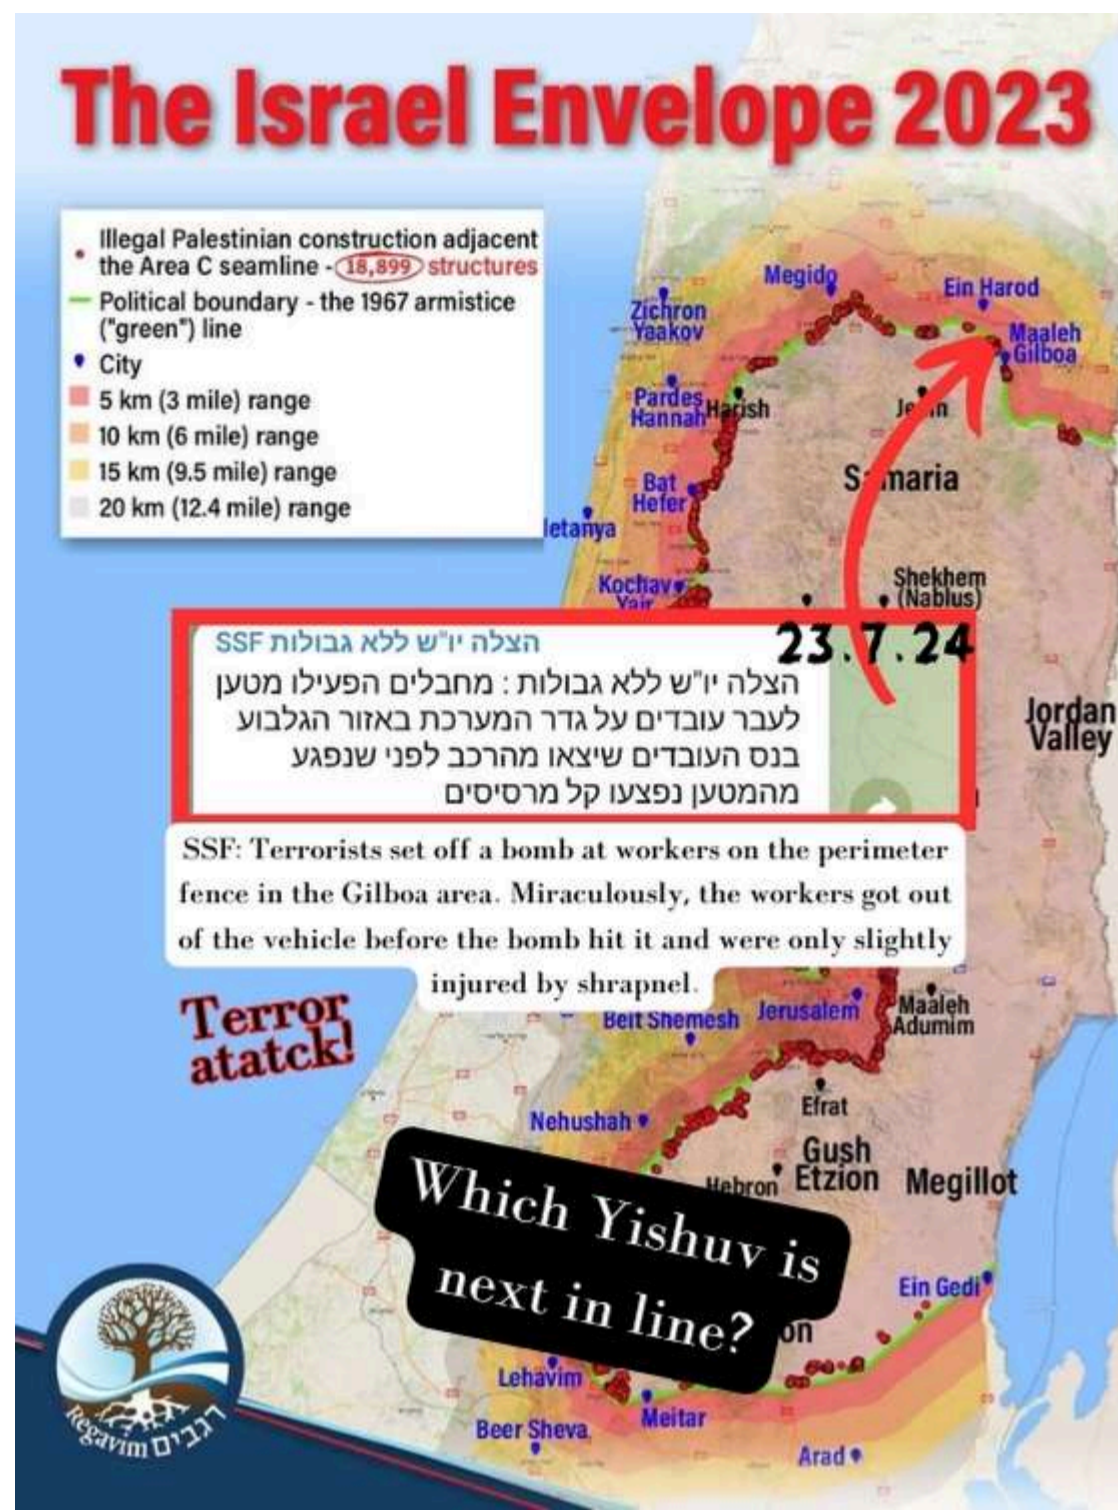 The Israel Envelope 2023
Illegal Palestinian construction adjacent
the Area C seamline - 18,899 structures
Political boundary - the 1967 armistice
("green") line
City
5 km (3 mile) range
10 km (6 mile) range
15 km (9.5 mile) range
20 km (12.4 mile) range
Megido
Ein Harod
Zichron
Yaakov
Maaleh
Gilboa
Pardes
Hannah
Harish
Samaria
Bat
Hefer
letanya
Shekhem
(Nablus)
Kochav
Yair
23.7.24
הצלה יו"ש ללא גבולות SSF
הצלה יו"ש ללא גבולות : מחבלים הפעילו מטען
לעבר עובדים על גדר המערכת באזור הגלבוע
בנס העובדים שיצאו מהרכב לפני שנפגע
מהמטען נפצעו קל מרסיסים
Jordan
Valley
SSF: Terrorists set off a bomb at workers on the perimeter
fence in the Gilboa area. Miraculously, the workers got out
of the vehicle before the bomb hit it and were only slightly
injured by shrapnel.
Terror
atatck!
Beit Shemesh
Jerusalem
Maaleh
Adumim
Efrat
Nehushah
Gush
Etzion
Hebron
Megillot
Which Yishuv is
next in line?
Ein Gedi
on
Lehavim
Meitar
Beer Sheva
Arad
Regavim רגבים